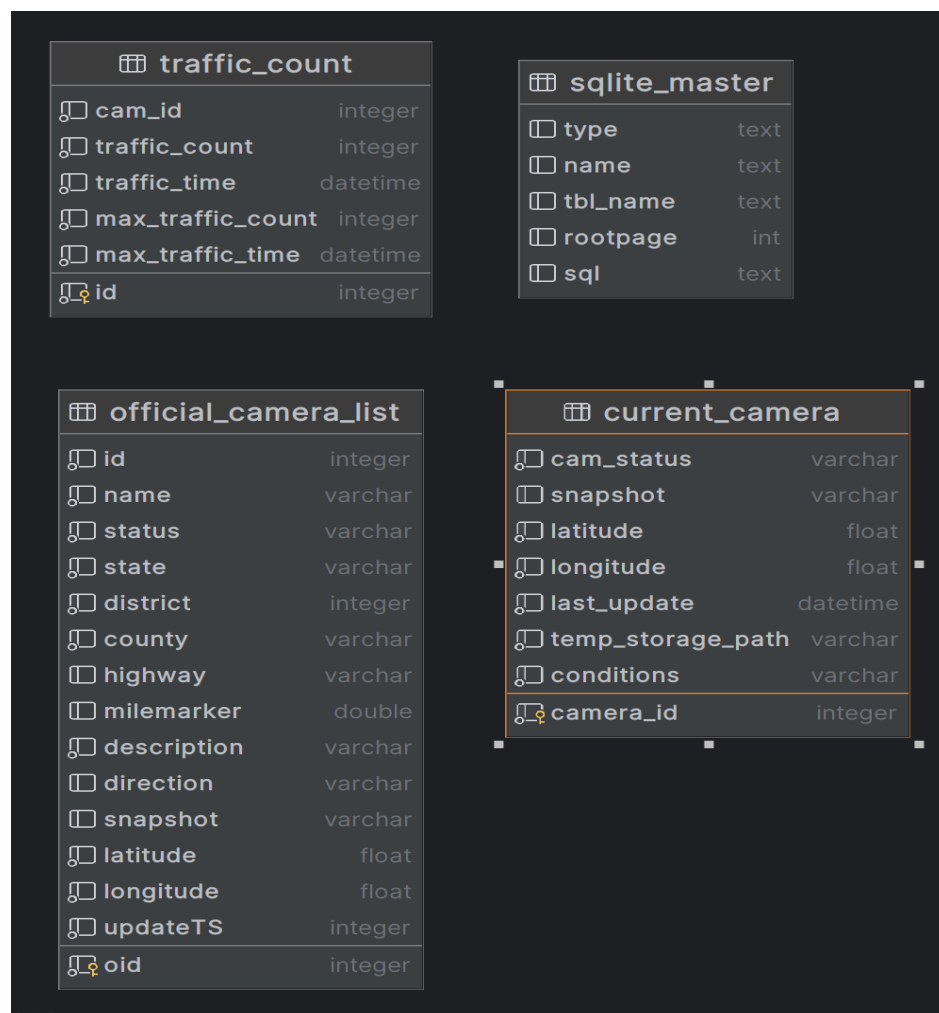 traffic_count
cam_id integer
traffic_count integer
traffic_time datetime
max_traffic_count integer
max_traffic_time datetime
id integer
sqlite_master
type text
name text
tbl_name text
rootpage int
sql text
official_camera_list
id integer
name varchar
status varchar
state varchar
district integer
county varchar
highway varchar
milemarker double
description varchar
direction varchar
snapshot varchar
latitude float
longitude float
updateTS integer
oid integer
current_camera
cam_status varchar
snapshot varchar
latitude float
longitude float
last_update datetime
temp_storage_path varchar
conditions varchar
camera_id integer